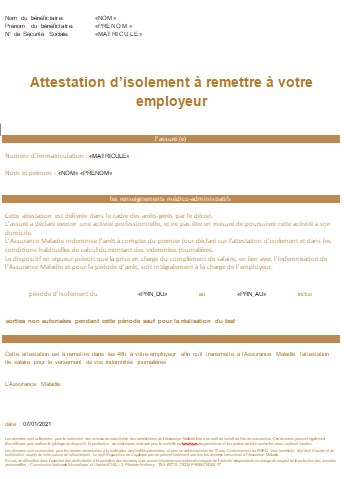 Nom du bénéficiaire: «NOM»
Prénom du bénéficiaire: «PRENOM»
N° de Sécurité Sociale: «MATRICULE»
Attestation d'isolement à remettre à votre
employeur
l'assuré(e)
Numéro d'immatriculation : «MATRICULE»
Nom et prénom : «NOM» «PRENOM»
les renseignements médico-administratifs
Cette attestation est délivrée dans le cadre des arrêts gérés par le décret.
L'assuré a déclaré exercer une activité professionnelle, et ne pas être en mesure de poursuivre cette activité à son
domicile.
L'Assurance Maladie indemnise l'arrêt à compter du premier jour déclaré sur l'attestation d'isolement et dans les
conditions habituelles de calcul du montant des indemnités journalières.
Le dispositif en vigueur prévoit que la prise en charge du complément de salaire, en lien avec l'indemnisation de
l'Assurance Maladie et pour la période d'arrêt, soit intégralement à la charge de l'employeur.
période d'isolement du «PRN_DU» au «PRN_AU» inclus
sorties non autorisées pendant cette période sauf pour la réalisation du test
Cette attestation est à remettre dans les 48h à votre employeur afin qu'il transmette à l'Assurance Maladie l'attestation
de salaire pour le versement de vos indemnités journalières
L'Assurance Maladie
date : 07/01/2021